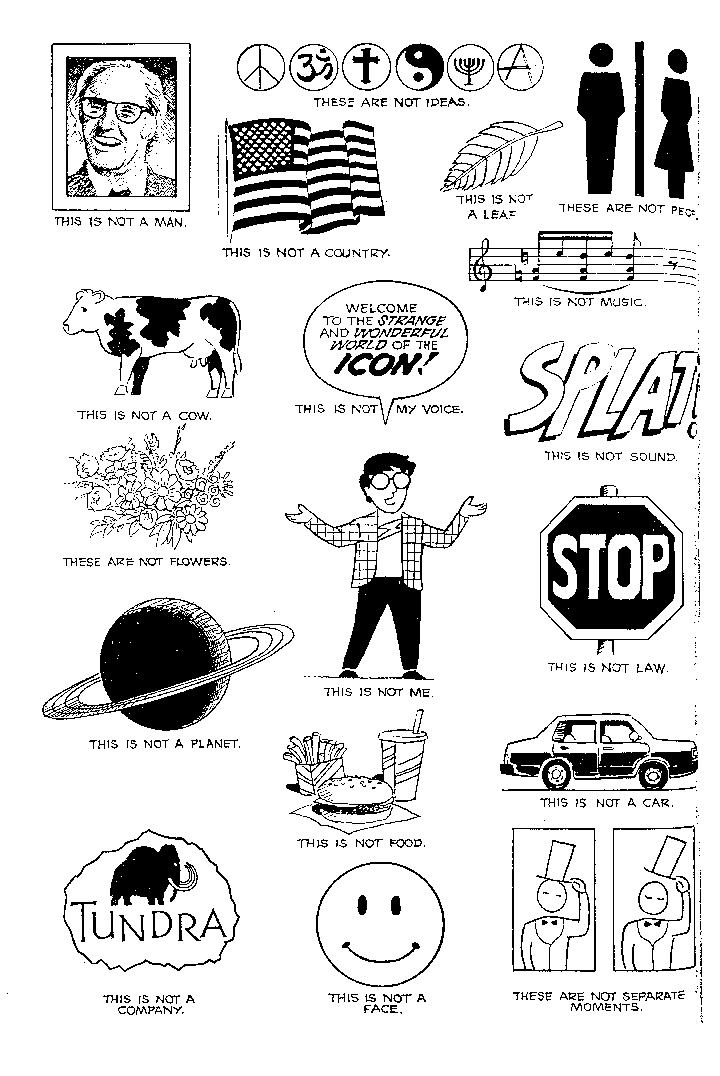 THESE ARE NOT IDEAS.
THIS IS NOT A MAN.
THIS IS NOT A COUNTRY.
THIS IS NOT
A LEAF
THESE ARE NOT
THIS IS NOT MUSIC.
THIS IS NOT A COW.
WELCOME
TO THE STRANGE
AND WONDERFUL
WORLD OF THE
ICON!
THIS IS NOT MY VOICE.
SPLAT!
THIS IS NOT SOUND.
THESE ARE NOT FLOWERS.
STOP
THIS IS NOT LAW.
THIS IS NOT ME.
THIS IS NOT A PLANET.
THIS IS NOT A CAR.
THIS IS NOT FOOD.
TUNDRA
THIS IS NOT A
COMPANY.
THIS IS NOT A
FACE.
THESE ARE NOT SEPARATE
MOMENTS.